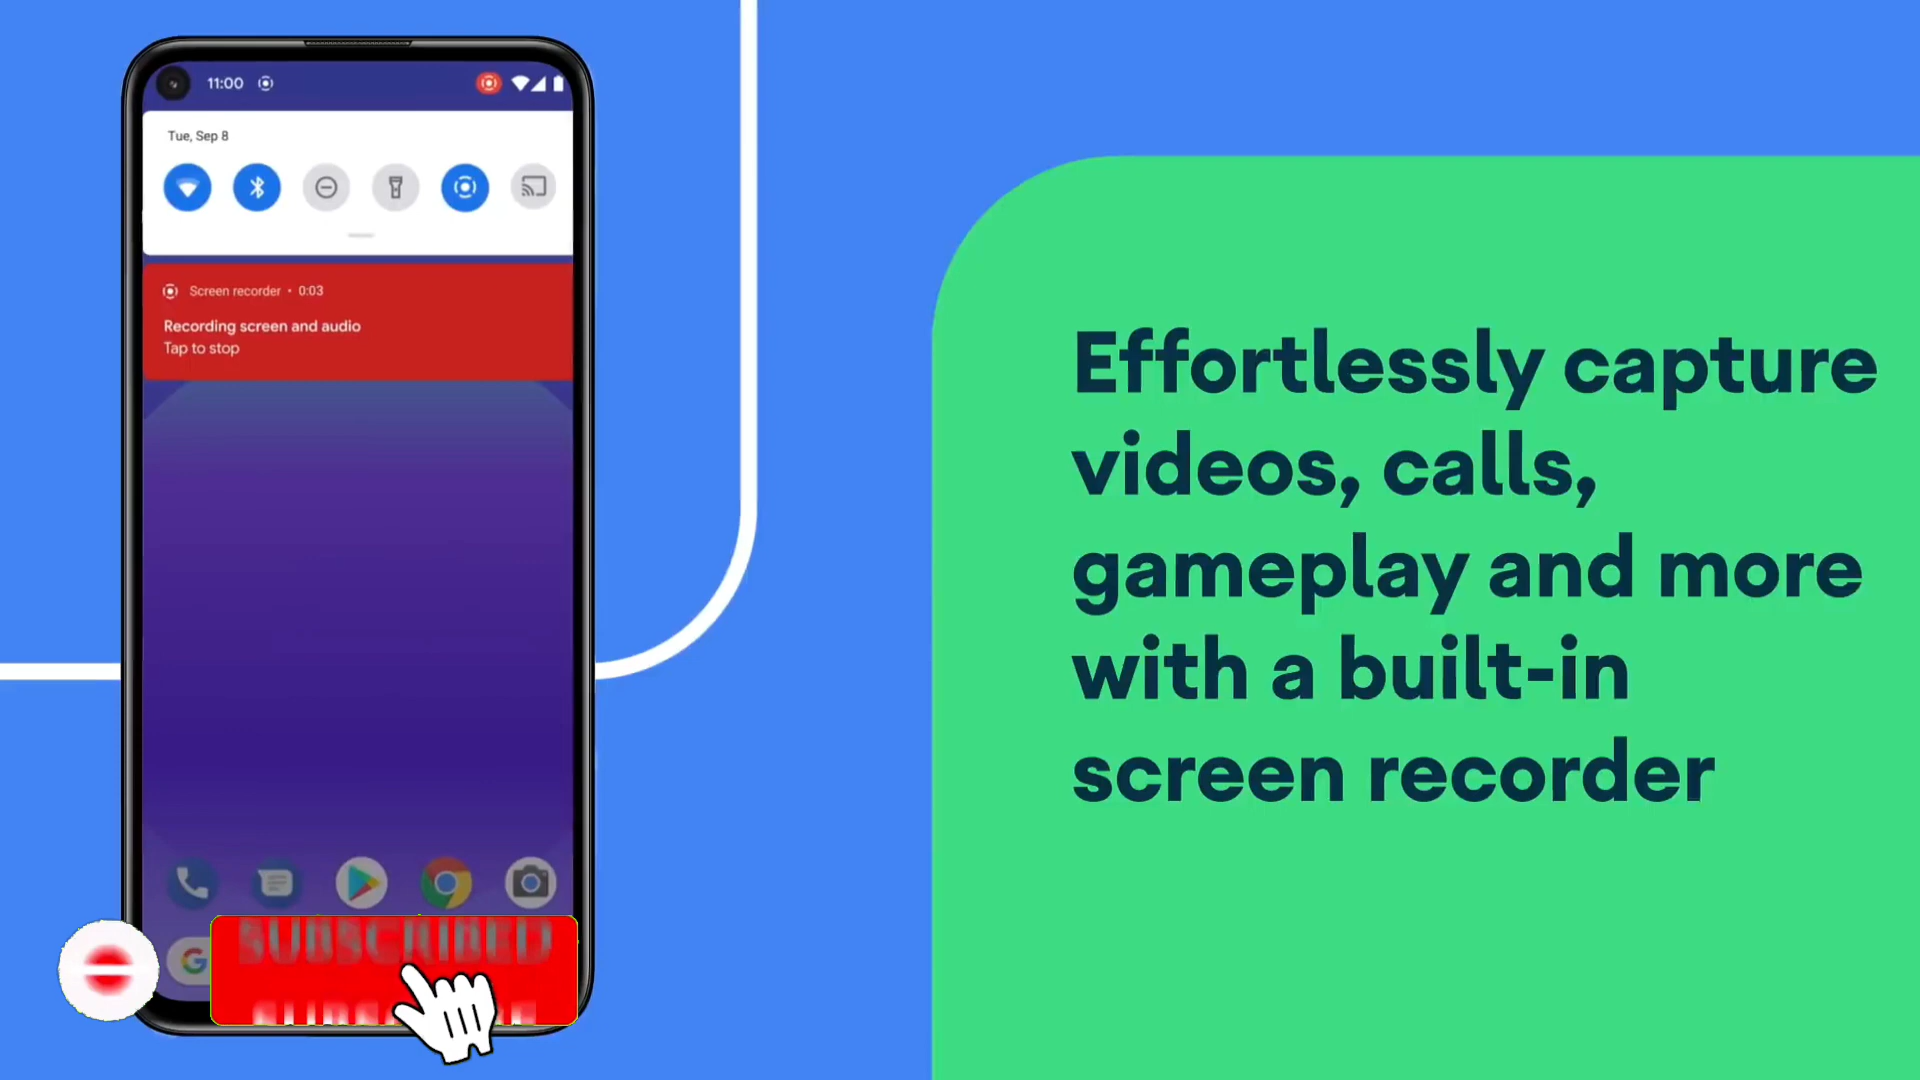 11:00
Tue, Sep 8
Screen recorder • 0:03
Recording screen and audio
Tap to stop
Effortlessly capture
videos, calls,
gameplay and more
with a built-in
screen recorder
G
SUBSCRIBED